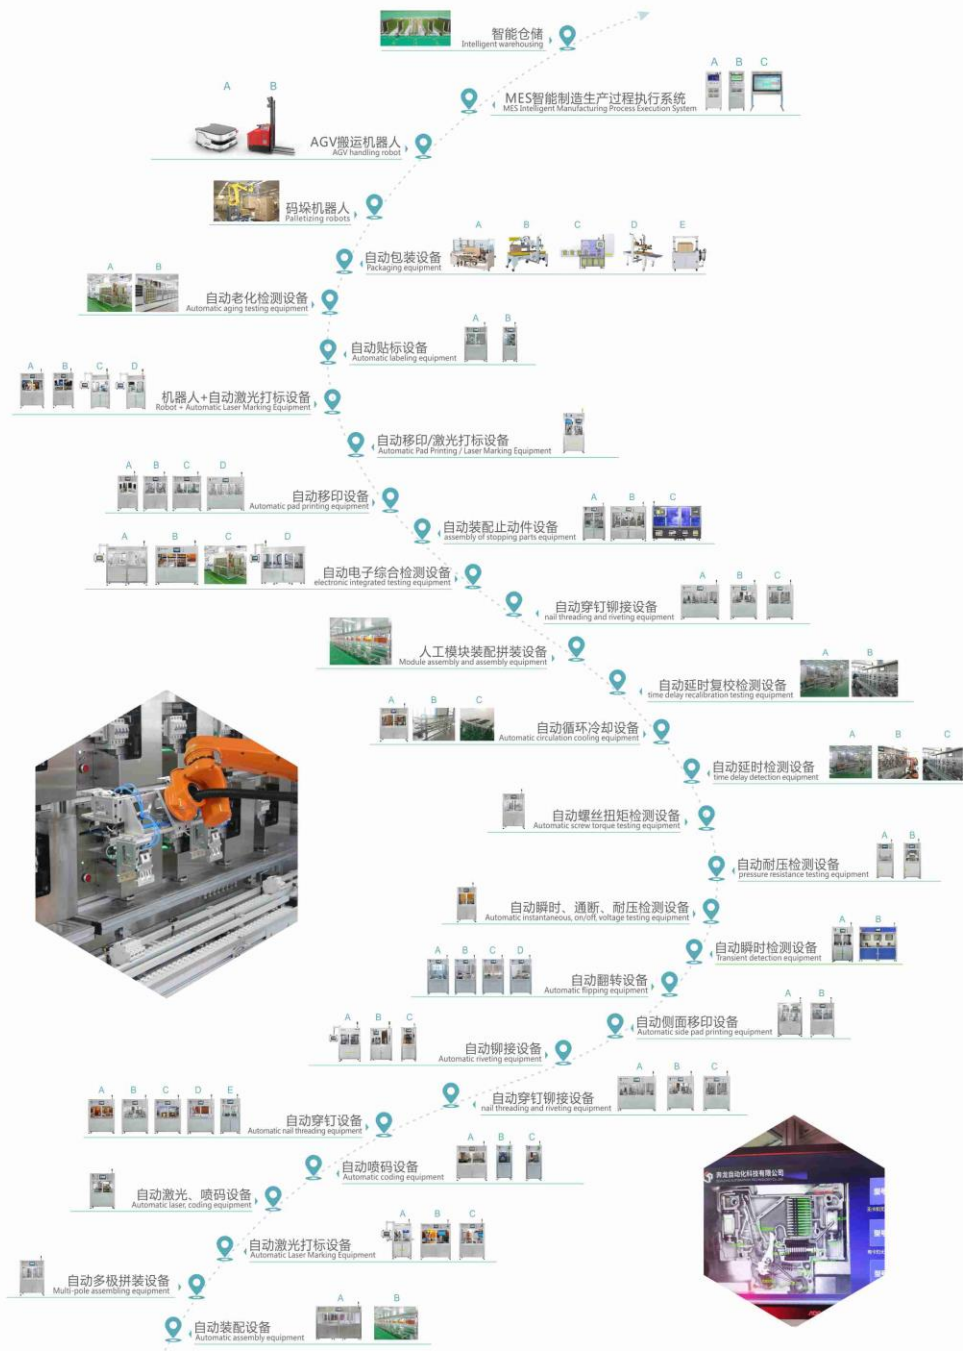 智能仓储
Intelligent warehousing
A B C
MES智能制造生产过程执行系统
MES Intelligent Manufacturing Process Execution System
A B
AGV搬运机器人
AGV handling robot
码垛机器人
Palletizing robots
A B C D E
自动包装设备
Packaging equipment
A B
自动老化检测设备
Automatic aging testing equipment
A B
自动贴标设备
Automatic labeling equipment
A B C D
机器人+自动激光打标设备
Robot + Automatic Laser Marking Equipment
自动移印/激光打标设备
Automatic Pad Printing / Laser Marking Equipment
A B C D
自动移印设备
Automatic pad printing equipment
A B C
自动装配止动件设备
assembly of stopping parts equipment
A B C D
自动电子综合检测设备
electronic integrated testing equipment
A B C
自动穿钉铆接设备
nail threading and riveting equipment
人工模块装配拼装设备
Module assembly and assembly equipment
A B
自动延时复校检测设备
time delay recalibration testing equipment
A B C
自动循环冷却设备
Automatic circulation cooling equipment
A B C
自动延时检测设备
time delay detection equipment
自动螺丝扭矩检测设备
Automatic screw torque testing equipment
A B
自动耐压检测设备
pressure resistance testing equipment
自动瞬时、通断、耐压检测设备
Automatic instantaneous, on/off, voltage testing equipment
A B
自动瞬时检测设备
Transient detection equipment
A B C D
自动翻转设备
Automatic flipping equipment
A B
自动侧面移印设备
Automatic side pad printing equipment
A B C
自动铆接设备
Automatic riveting equipment
A B C
自动穿钉铆接设备
nail threading and riveting equipment
A B C D E
自动穿钉设备
Automatic nail threading equipment
A B C
自动喷码设备
Automatic coding equipment
自动激光、喷码设备
Automatic laser, coding equipment
A B C
自动激光打标设备
Automatic Laser Marking Equipment
自动多极拼装设备
Multi-pole assembling equipment
A B
自动装配设备
Automatic assembly equipment
奔龙自动化科技有限公司